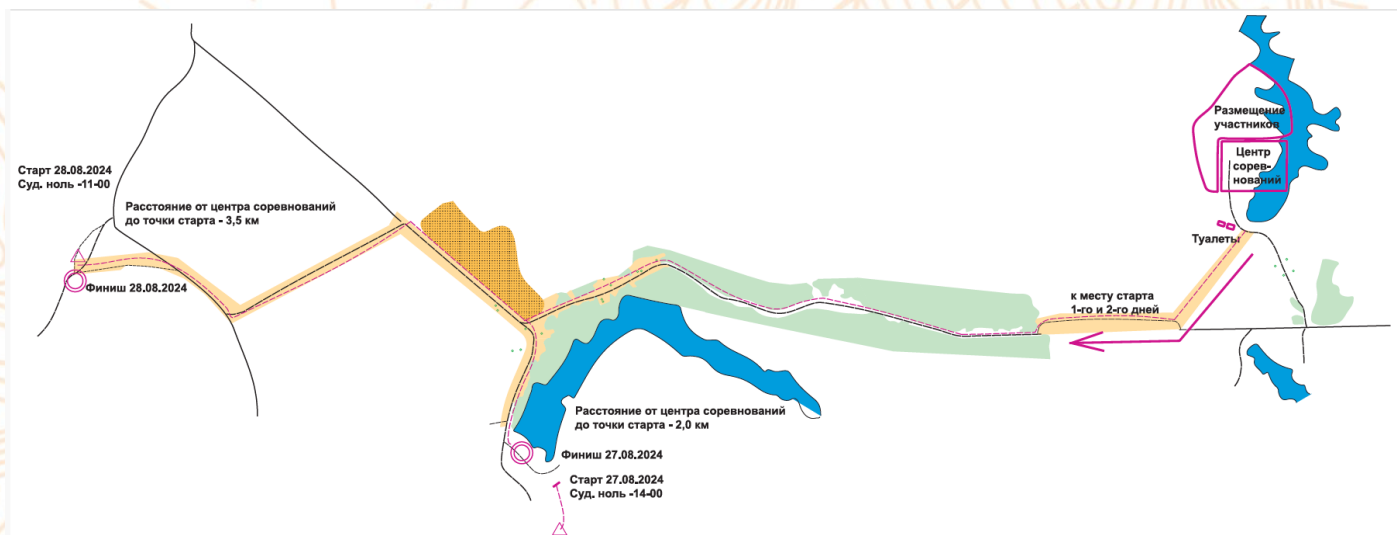 Размещение
участников
Центр
сорев-
нований
Туалеты
Старт 28.08.2024
Суд. ноль -11-00
Расстояние от центра соревнований
до точки старта - 3,5 км
Финиш 28.08.2024
к месту старта
1-го и 2-го дней
Расстояние от центра соревнований
до точки старта - 2,0 км
Финиш 27.08.2024
Старт 27.08.2024
Суд. ноль -14-00